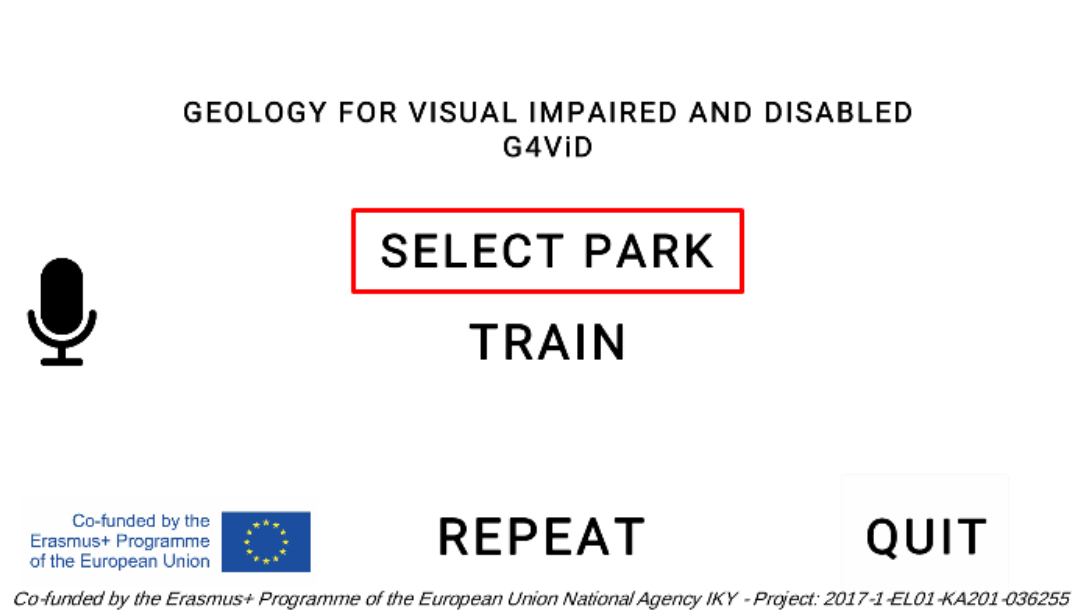 GEOLOGY FOR VISUAL IMPAIRED AND DISABLED
G4ViD
SELECT PARK
TRAIN
REPEAT
QUIT
Co-funded by the
Erasmus+ Programme
of the European Union
Co-funded by the Erasmus+ Programme of the European Union National Agency IKY - Project: 2017-1-EL01-KA201-036255